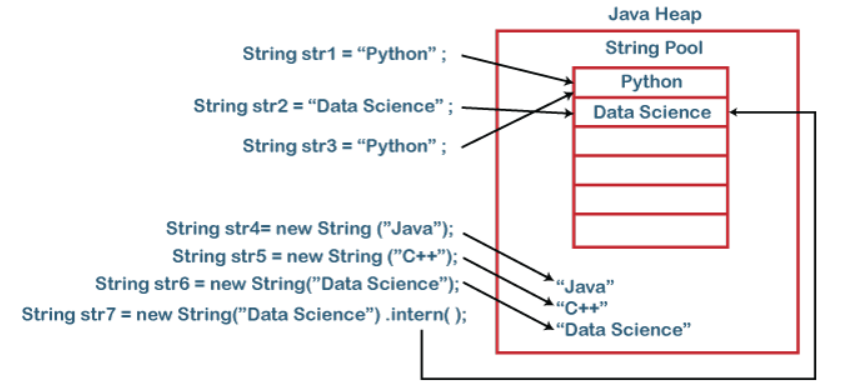 Java Heap
String Pool
String str1 = “Python” ;
Python
String str2 = “Data Science” ;
Data Science
String str3 = “Python” ;
String str4= new String (”Java”);
String str5 = new String (”C++”);
String str6 = new String(”Data Science”);
String str7 = new String(”Data Science”) .intern( );
“Java”
“C++”
“Data Science”